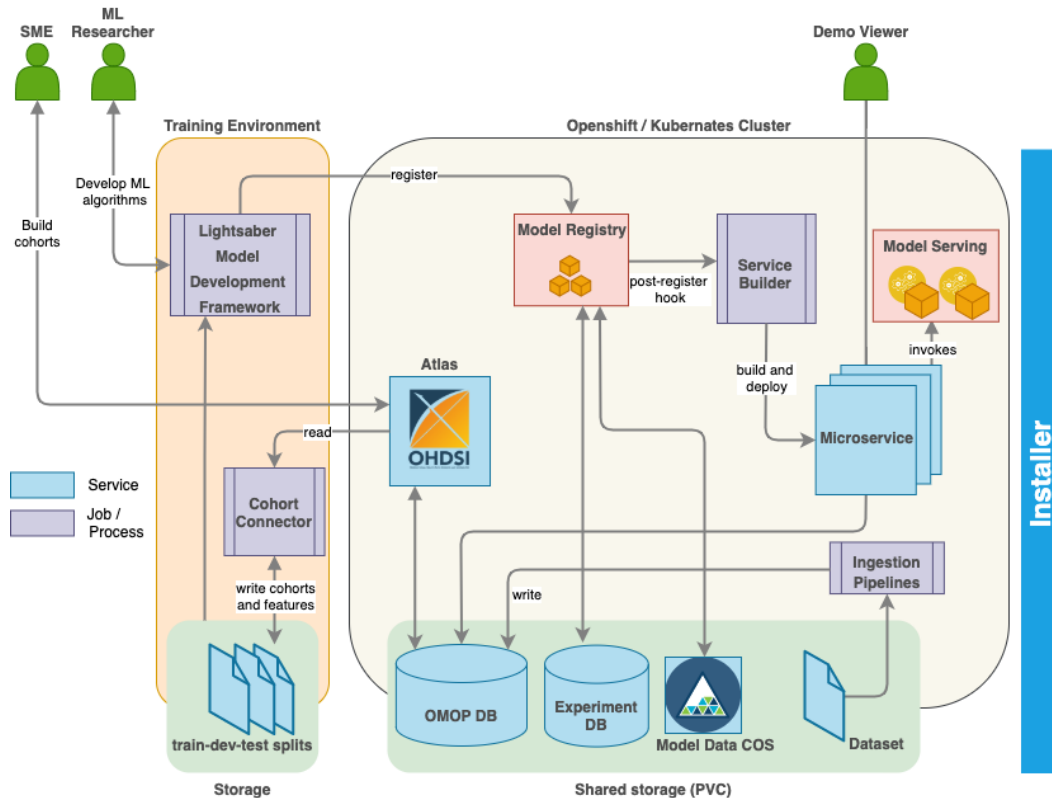 SME
ML
Researcher
Demo Viewer
Training Environment
Openshift / Kubernates Cluster
Develop ML
algorithms
register
Build
cohorts
Lightsaber
Model
Development
Framework
Model Registry
post-register
hook
Service
Builder
Model Serving
invokes
build and
deploy
Atlas
OHDSI
read
Microservice
Installer
Service
Job /
Process
Cohort
Connector
write cohorts
and features
write
Ingestion
Pipelines
train-dev-test splits
OMOP DB
Experiment
DB
Model Data COS
Dataset
Storage
Shared storage (PVC)